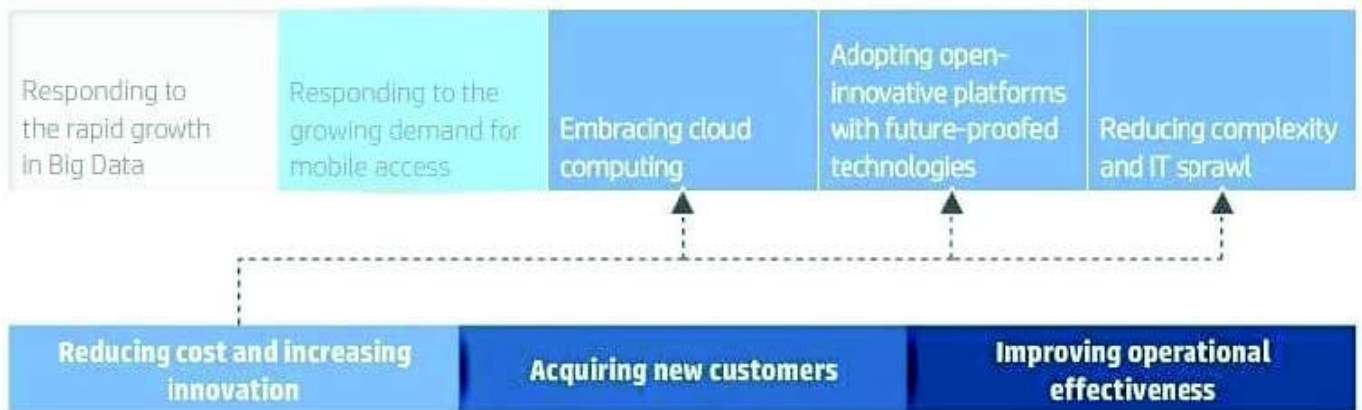 Responding to
the rapid growth
in Big Data
Responding to the
growing demand for
mobile access
Embracing cloud
computing
Adopting open-
innovative platforms
with future-proofed
technologies
Reducing complexity
and IT sprawl
Reducing cost and increasing
innovation
Acquiring new customers
Improving operational
effectiveness